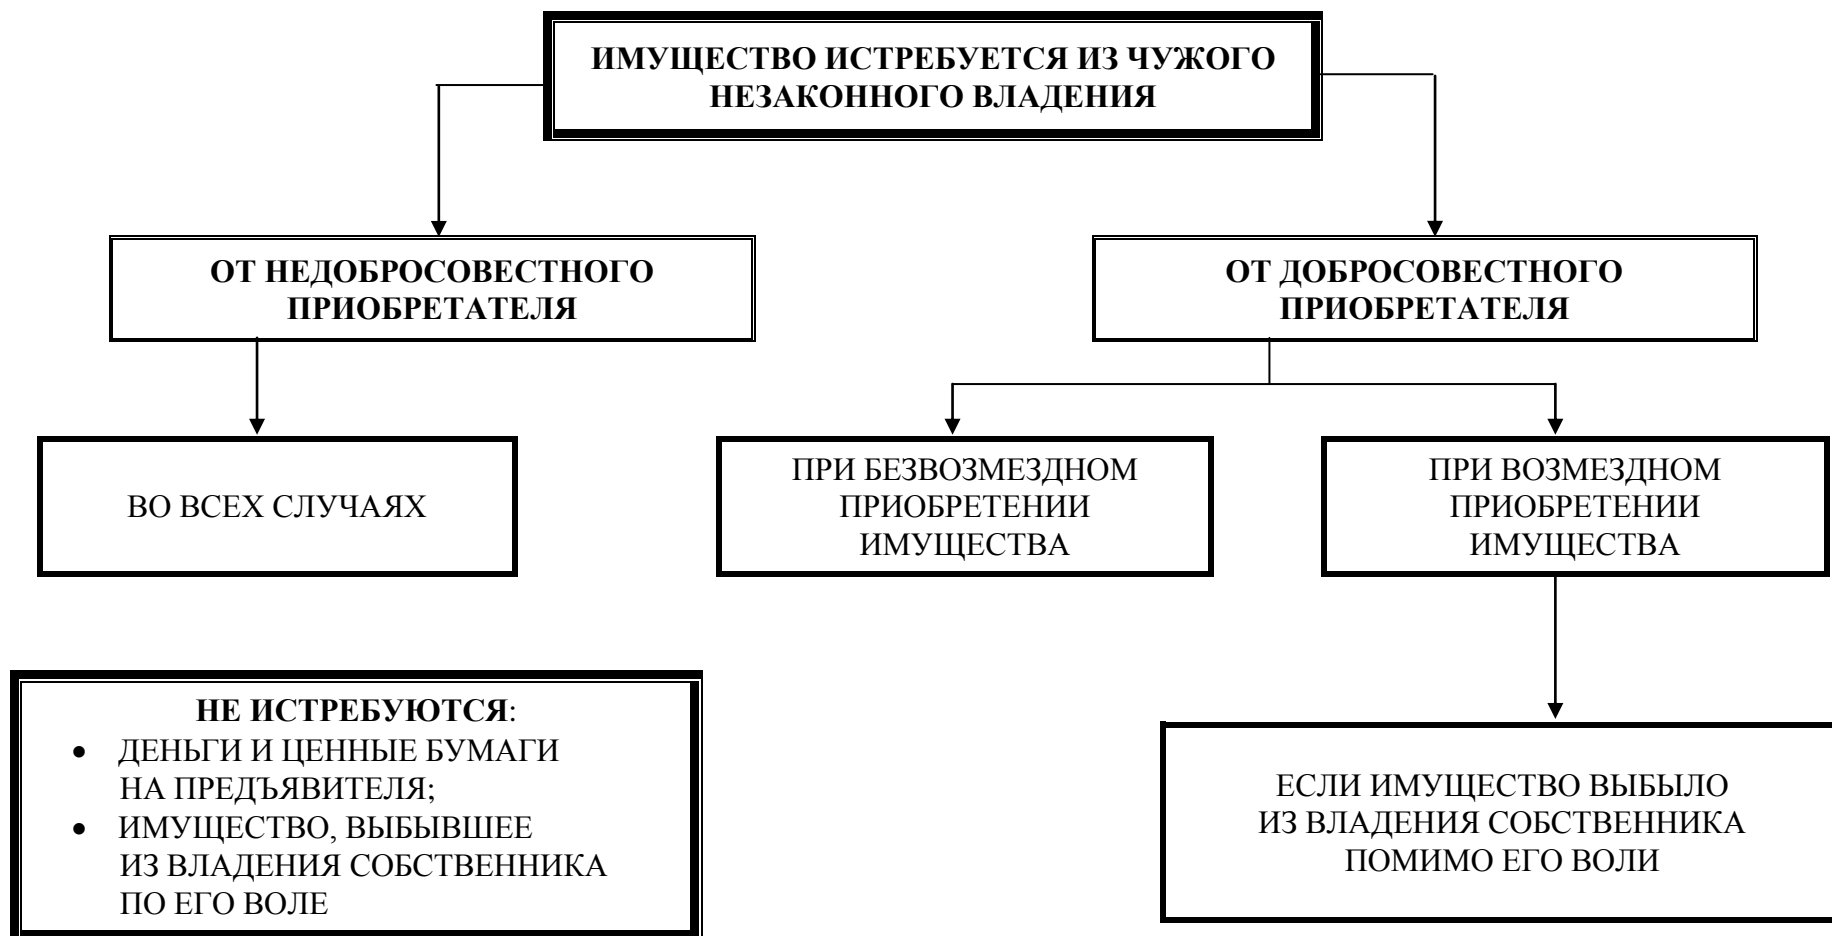 ИМУЩЕСТВО ИСТРЕБУЕТСЯ ИЗ ЧУЖОГО
НЕЗАКОННОГО ВЛАДЕНИЯ
ОТ НЕДОБРОСОВЕСТНОГО
ПРИОБРЕТАТЕЛЯ
ОТ ДОБРОСОВЕСТНОГО
ПРИОБРЕТАТЕЛЯ
ВО ВСЕХ СЛУЧАЯХ
ПРИ БЕЗВОЗМЕЗДНОМ
ПРИОБРЕТЕНИИ
ИМУЩЕСТВА
ПРИ ВОЗМЕЗДНОМ
ПРИОБРЕТЕНИИ
ИМУЩЕСТВА
НЕ ИСТРЕБУЮТСЯ:
• ДЕНЬГИ И ЦЕННЫЕ БУМАГИ
НА ПРЕДЪЯВИТЕЛЯ;
• ИМУЩЕСТВО, ВЫБЫВШЕЕ
ИЗ ВЛАДЕНИЯ СОБСТВЕННИКА
ПО ЕГО ВОЛЕ
ЕСЛИ ИМУЩЕСТВО ВЫБЫЛО
ИЗ ВЛАДЕНИЯ СОБСТВЕННИКА
ПОМИМО ЕГО ВОЛИ